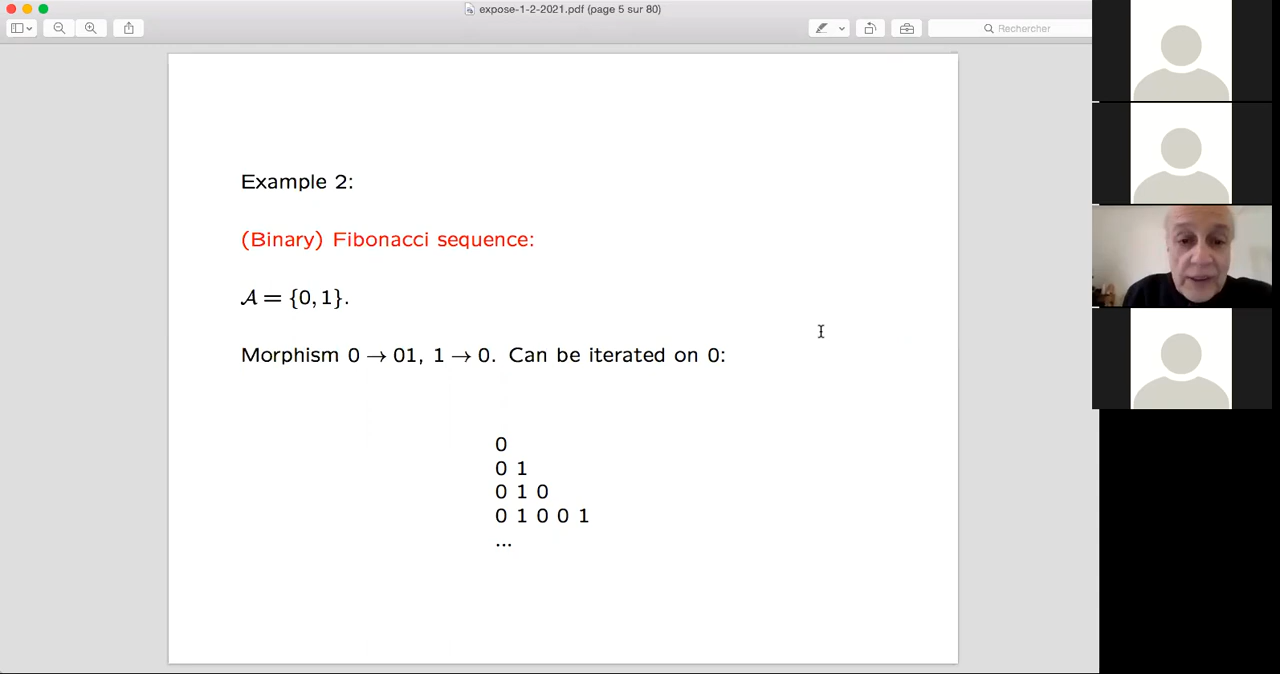 expose-1-2-2021.pdf (page 5 sur 80)
Rechercher
Example 2:
(Binary) Fibonacci sequence:
𝒜 = {0, 1}.
Morphism 0 → 01, 1 → 0. Can be iterated on 0:
0
0 1
0 1 0
0 1 0 0 1
...